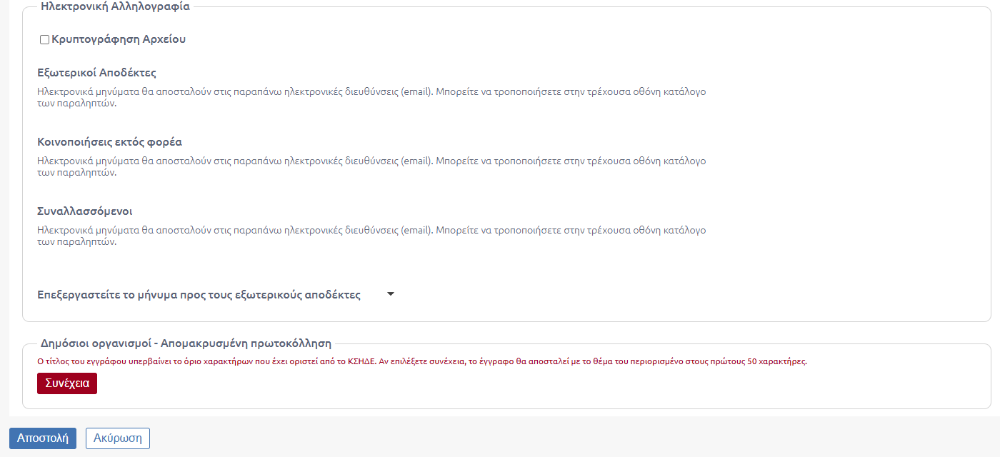 Ηλεκτρονική Αλληλογραφία
Κρυπτογράφηση Αρχείου
Εξωτερικοί Αποδέκτες
Ηλεκτρονικά μηνύματα θα αποσταλούν στις παραπάνω ηλεκτρονικές διευθύνσεις (email). Μπορείτε να τροποποιήσετε στην τρέχουσα οθόνη κατάλογο
των παραληπτών.
Κοινοποιήσεις εκτός φορέα
Ηλεκτρονικά μηνύματα θα αποσταλούν στις παραπάνω ηλεκτρονικές διευθύνσεις (email). Μπορείτε να τροποποιήσετε στην τρέχουσα οθόνη κατάλογο
των παραληπτών.
Συναλλασσόμενοι
Ηλεκτρονικά μηνύματα θα αποσταλούν στις παραπάνω ηλεκτρονικές διευθύνσεις (email). Μπορείτε να τροποποιήσετε στην τρέχουσα οθόνη κατάλογο
των παραληπτών.
Επεξεργαστείτε το μήνυμα προς τους εξωτερικούς αποδέκτες
Δημόσιοι οργανισμοί - Απομακρυσμένη πρωτοκόλληση
Ο τίτλος του εγγράφου υπερβαίνει το όριο χαρακτήρων που έχει οριστεί από το ΚΣΗΔΕ. Αν επιλέξετε συνέχεια, το έγγραφο θα αποσταλεί με το θέμα του περιορισμένο στους πρώτους 50 χαρακτήρες.
Συνέχεια
Αποστολή Ακύρωση